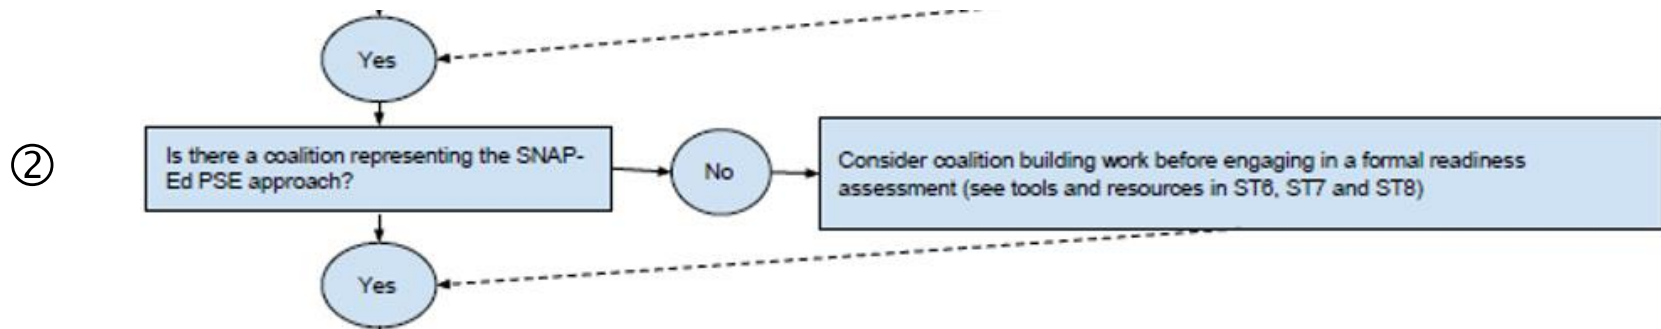 Yes
②
Is there a coalition representing the SNAP-
Ed PSE approach?
No
Consider coalition building work before engaging in a formal readiness
assessment (see tools and resources in ST6, ST7 and ST8)
Yes